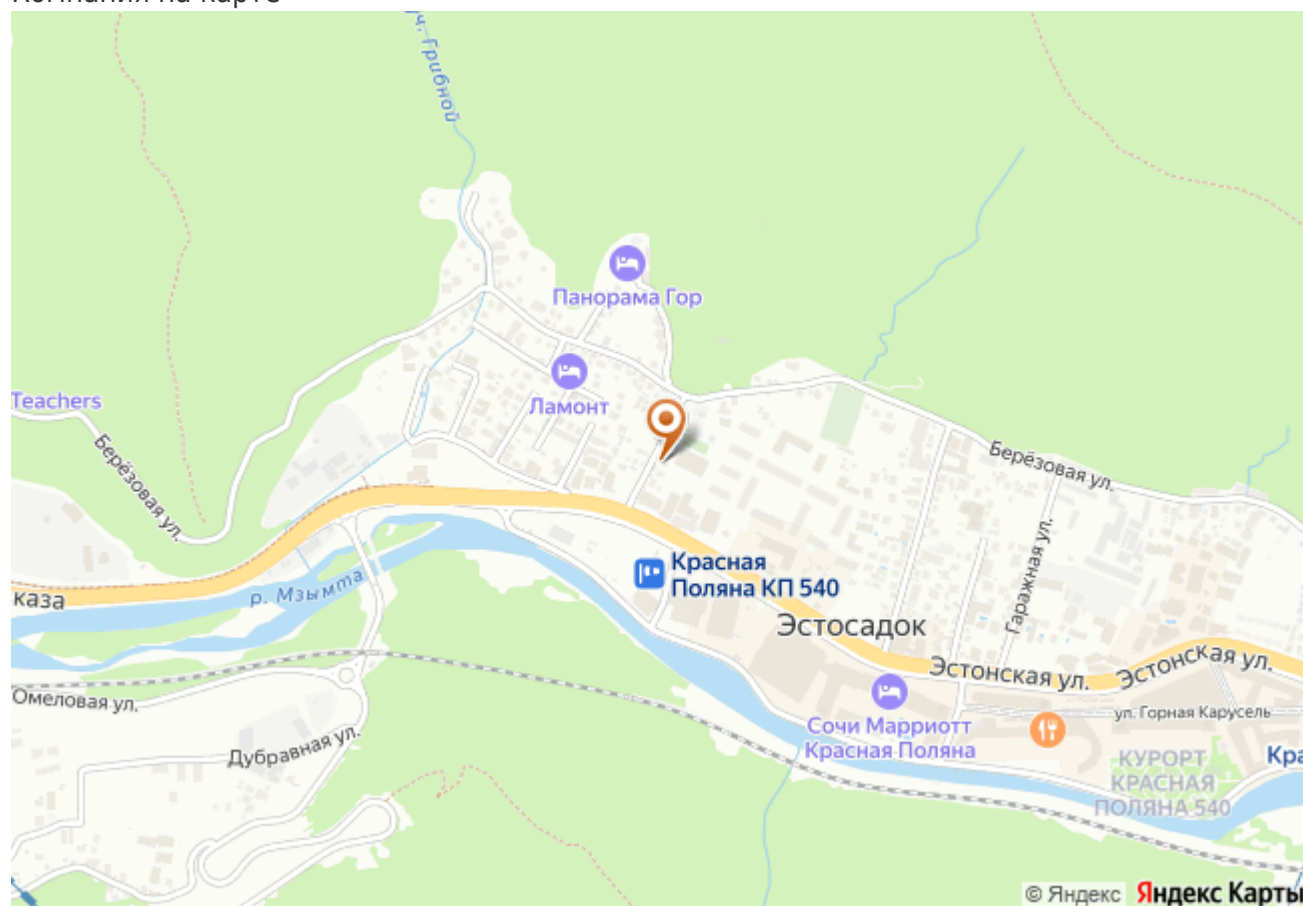 руч. Грибной
Панорама Гор
Ламонт
Teachers
Берёзовая ул.
Берёзовая ул.
Гаражная ул.
Красная
Поляна КП 540
каза
р. Мзымта
Эстосадок
Эстонская ул.
Эстонская ул.
Омеловая ул.
ул. Горная Карусель
Сочи Марриотт
Красная Поляна
Дубравная ул.
КУРОРТ
КРАСНАЯ
ПОЛЯНА 540
Кра
© Яндекс Яндекс Карты